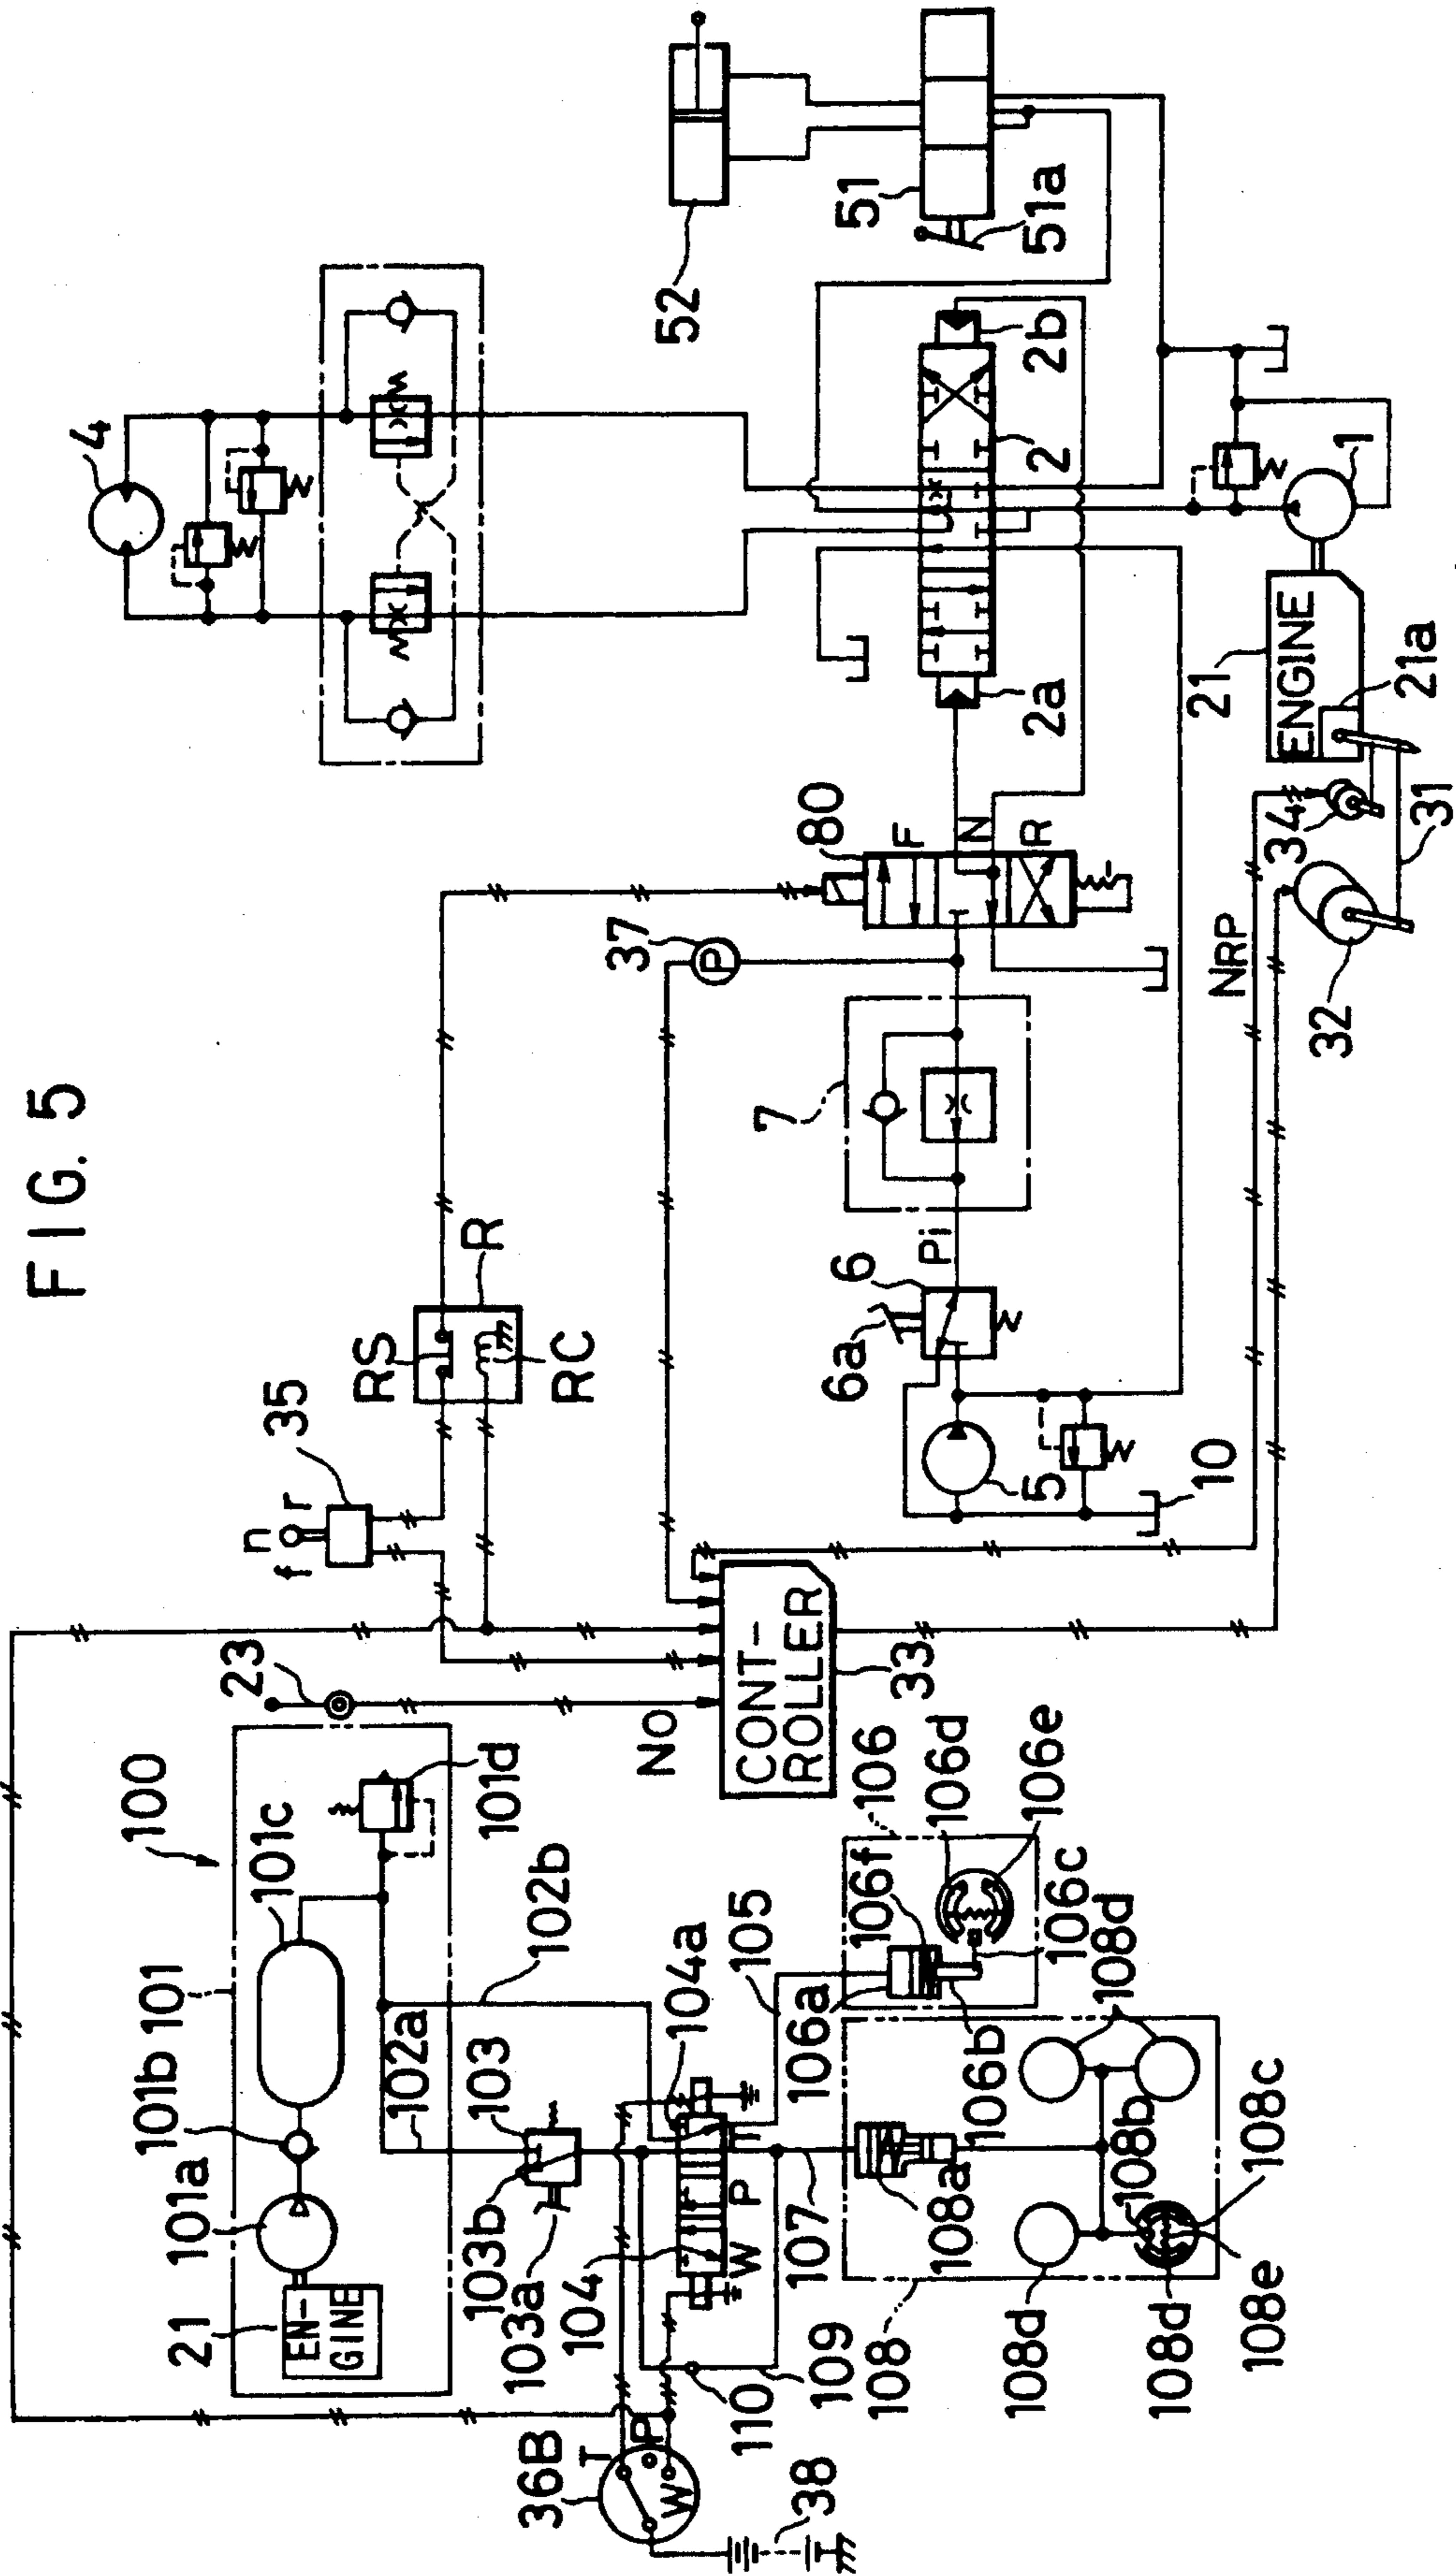 FIG. 5
4
52
51
51a
2b
2
2a
1
ENGINE
21
21a
80
F
N
R
34
31
32
NRP
37
P
7
Pi
6
6a
5
10
R
RS
RC
35
f
n
r
23
No
CONT-
ROLLER
33
100
101
101a
101b
101c
101d
21
EN-
GINE
102a
102b
103
103a
103b
104
104a
T
P
W
105
106
106a
106b
106c
106d
106e
106f
107
108
108a
108b
108c
108d
108d
108d
108e
109
110
36B
T
P
W
38